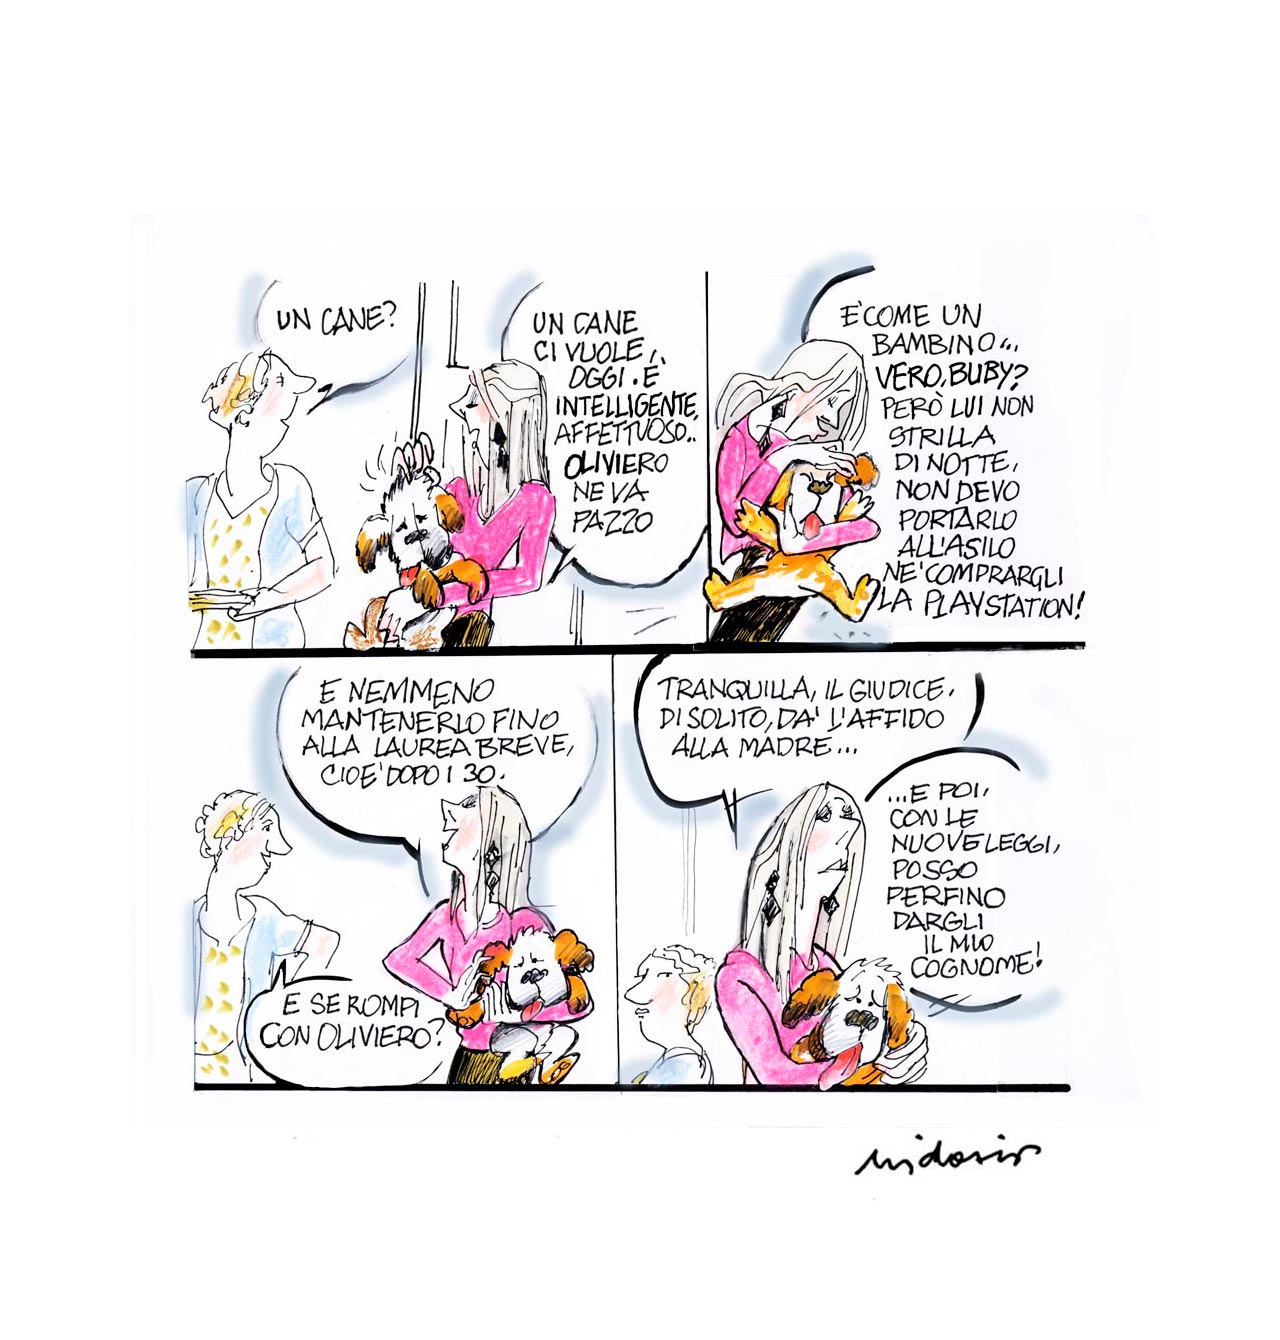 UN CANE?
UN CANE
CI VUOLE,
OGGI. È
INTELLIGENTE,
AFFETTUOSO..
OLIVIERO
NE VA
PAZZO
E' COME UN
BAMBINO...
VERO, BUBY?
PERÒ LUI NON
STRILLA
DI NOTTE,
NON DEVO
PORTARLO
ALL'ASILO
NE' COMPRARGLI
LA PLAYSTATION!
E NEMMENO
MANTENERLO FINO
ALLA LAUREA BREVE,
CIOE' DOPO I 30.
E SE ROMPI
CON OLIVIERO?
TRANQUILLA, IL GIUDICE,
DI SOLITO, DA' L'AFFIDO
ALLA MADRE...
...E POI,
CON LE
NUOVE LEGGI,
POSSO
PERFINO
DARGLI
IL MIO
COGNOME!